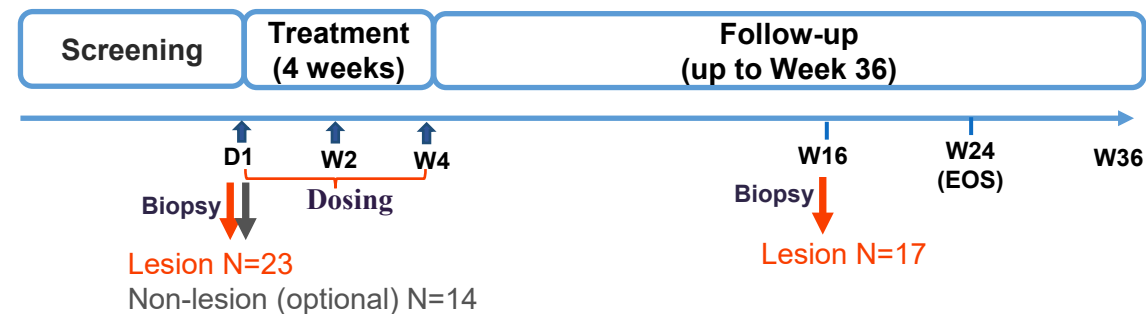 Screening
Treatment
(4 weeks)
Follow-up
(up to Week 36)
D1
W2
W4
W16
W24
(EOS)
W36
Biopsy
Dosing
Biopsy
Lesion N=23
Non-lesion (optional) N=14
Lesion N=17